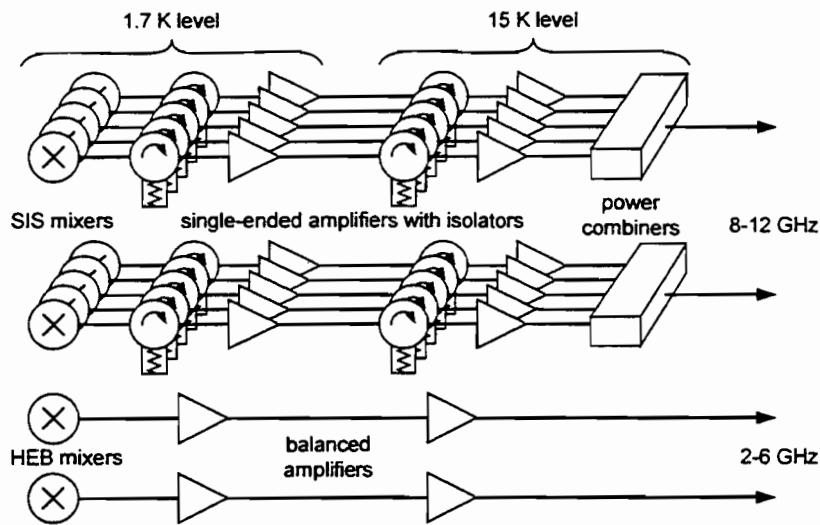 1.7 K level
15 K level
SIS mixers
single-ended amplifiers with isolators
power
combiners
8-12 GHz
HEB mixers
balanced
amplifiers
2-6 GHz